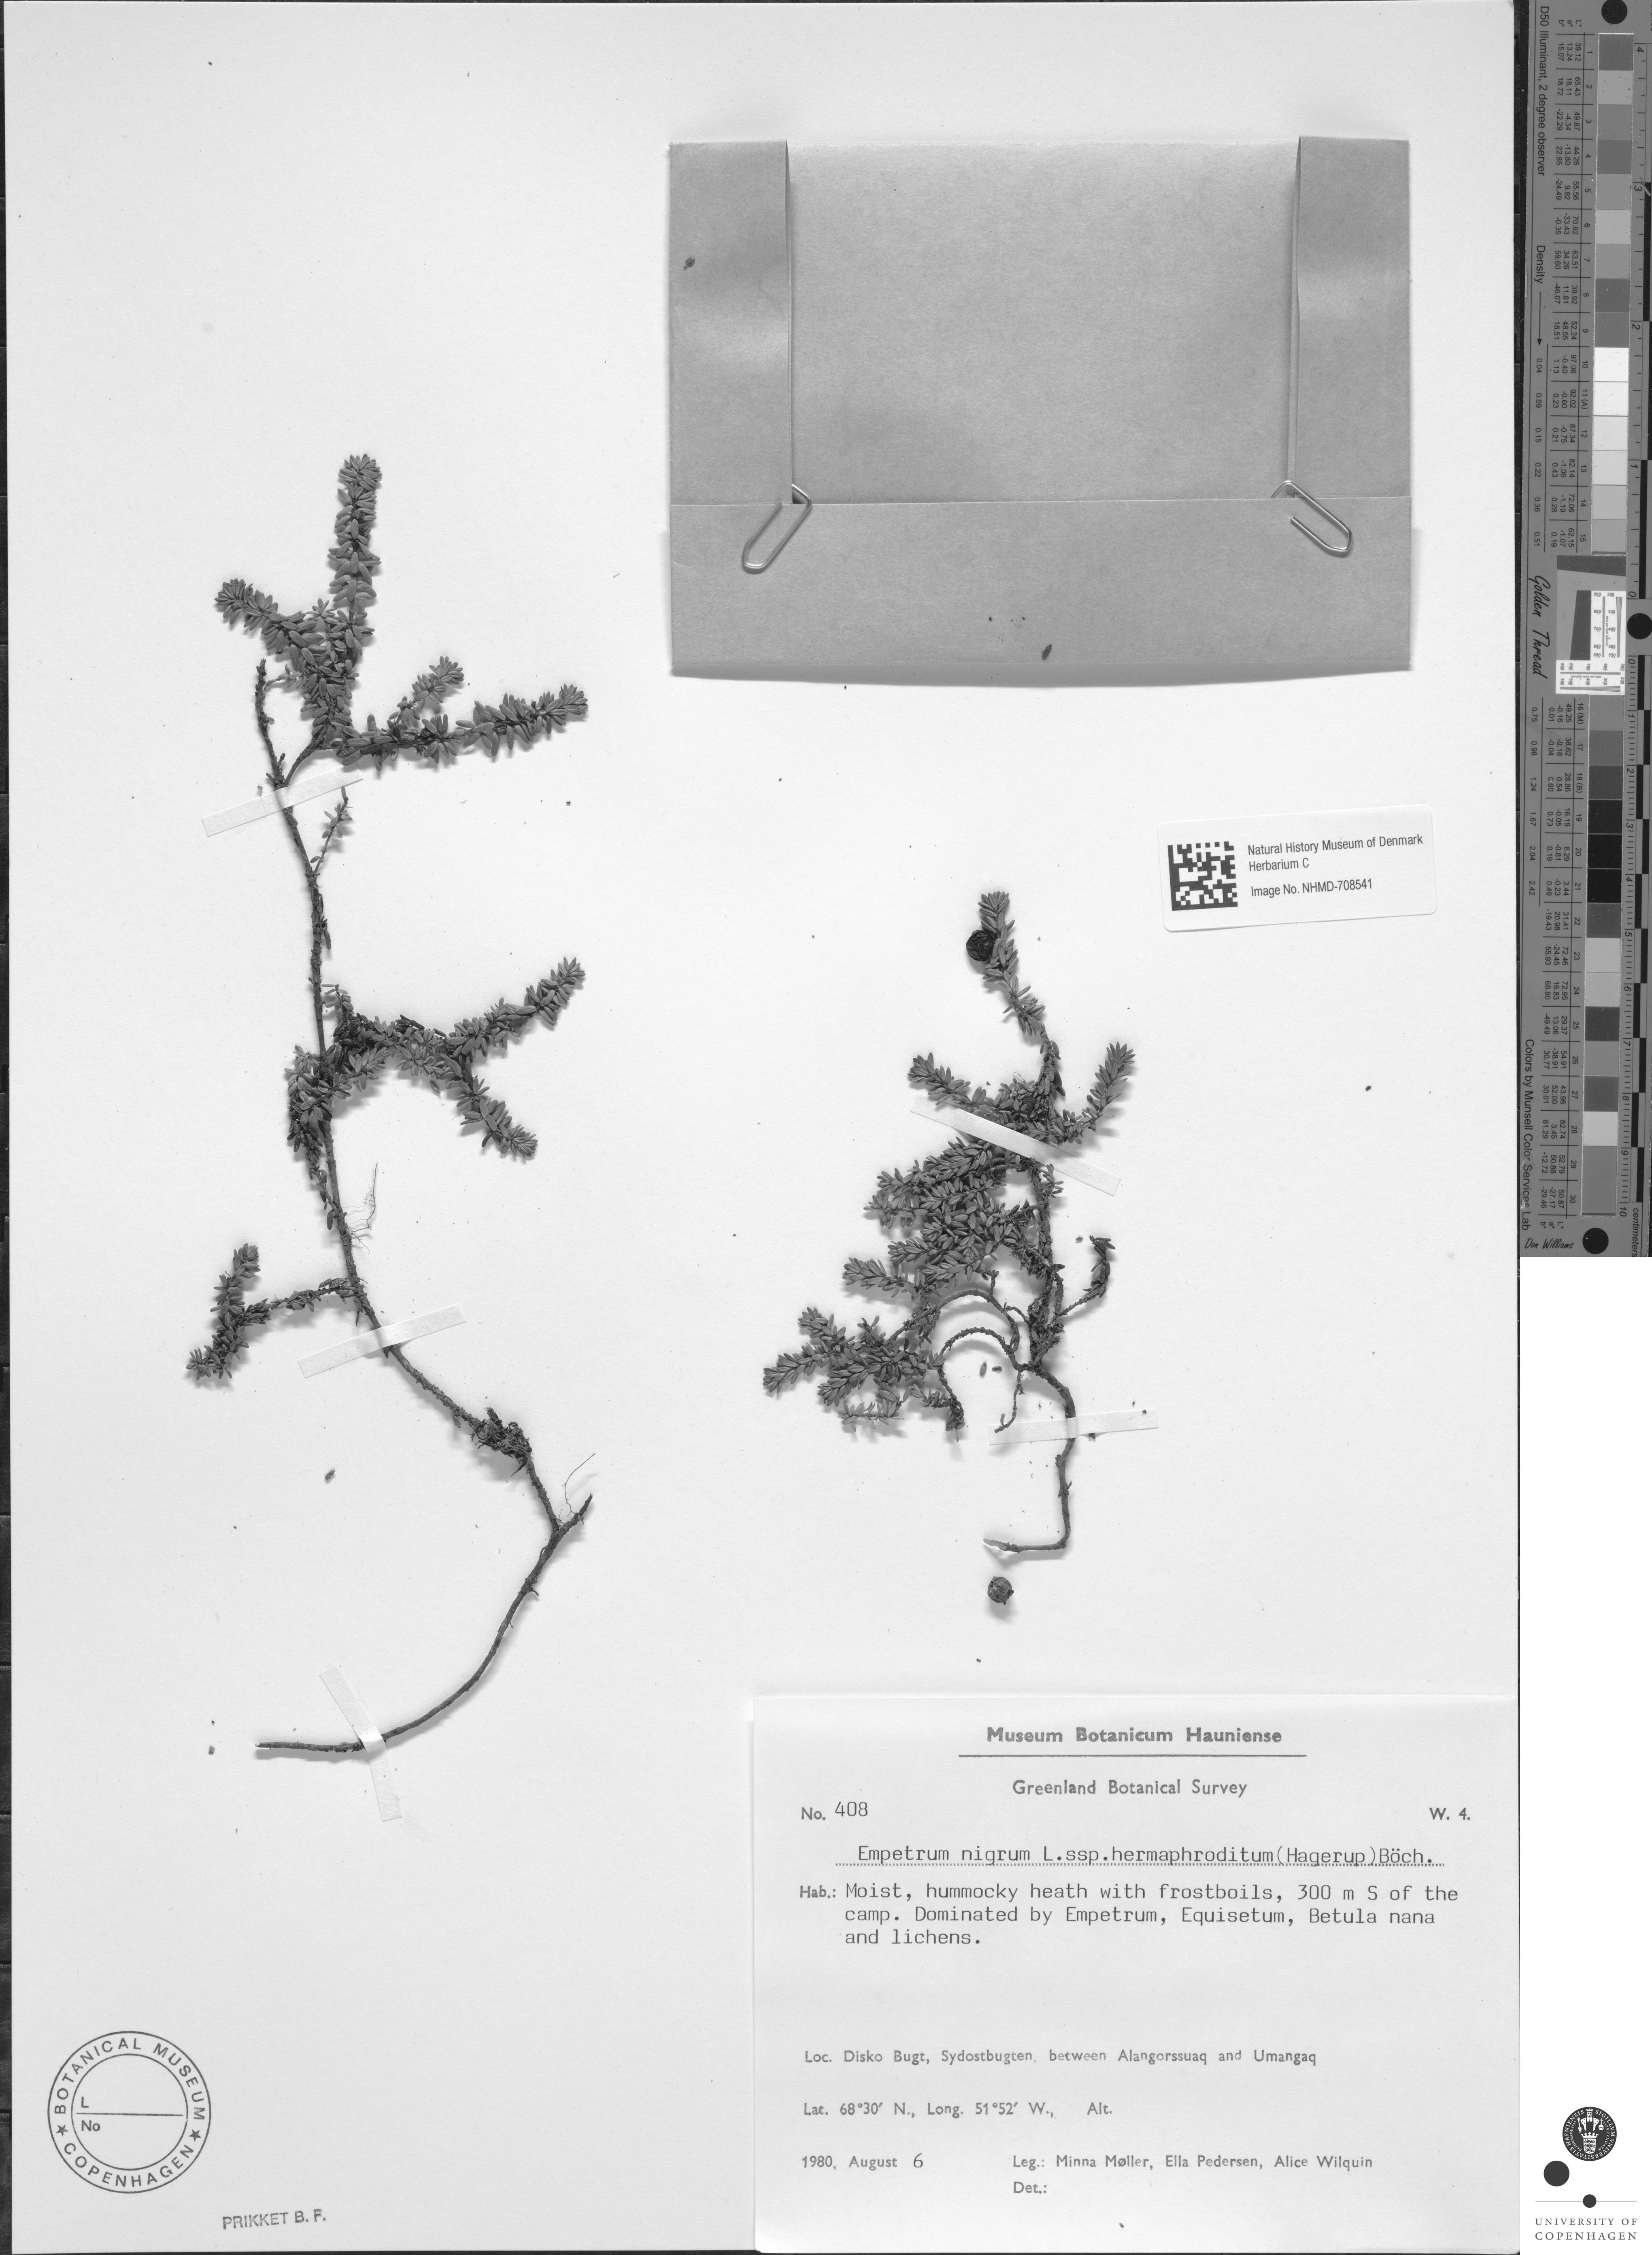 Natural History Museum of Denmark
Herbarium C
Image No. NHMD-708541
Museum Botanicum Hauniense
Greenland Botanical Survey
No. 408 W. 4.
Empetrum nigrum L.ssp.hermaphroditum(Hagerup)Böch.
Hab.: Moist, hummocky heath with frostboils, 300 m S of the
camp. Dominated by Empetrum, Equisetum, Betula nana
and lichens.
Loc. Disko Bugt, Sydostbugten, between Alangorssuaq and Umangaq
Lat. 68°30′ N., Long. 51°52′ W., Alt.
1980, August 6 Leg.: Minna Møller, Ella Pedersen, Alice Wilquin
Det.:
BOTANICAL MUSEUM
L
No
COPENHAGEN
PRIKKET B. F.
D50 Illuminant, 2 degree observer
Density
Golden Thread
Colors by Munsell Color Services Lab
Don Williams
centimeters
UNIVERSITY OF
COPENHAGEN